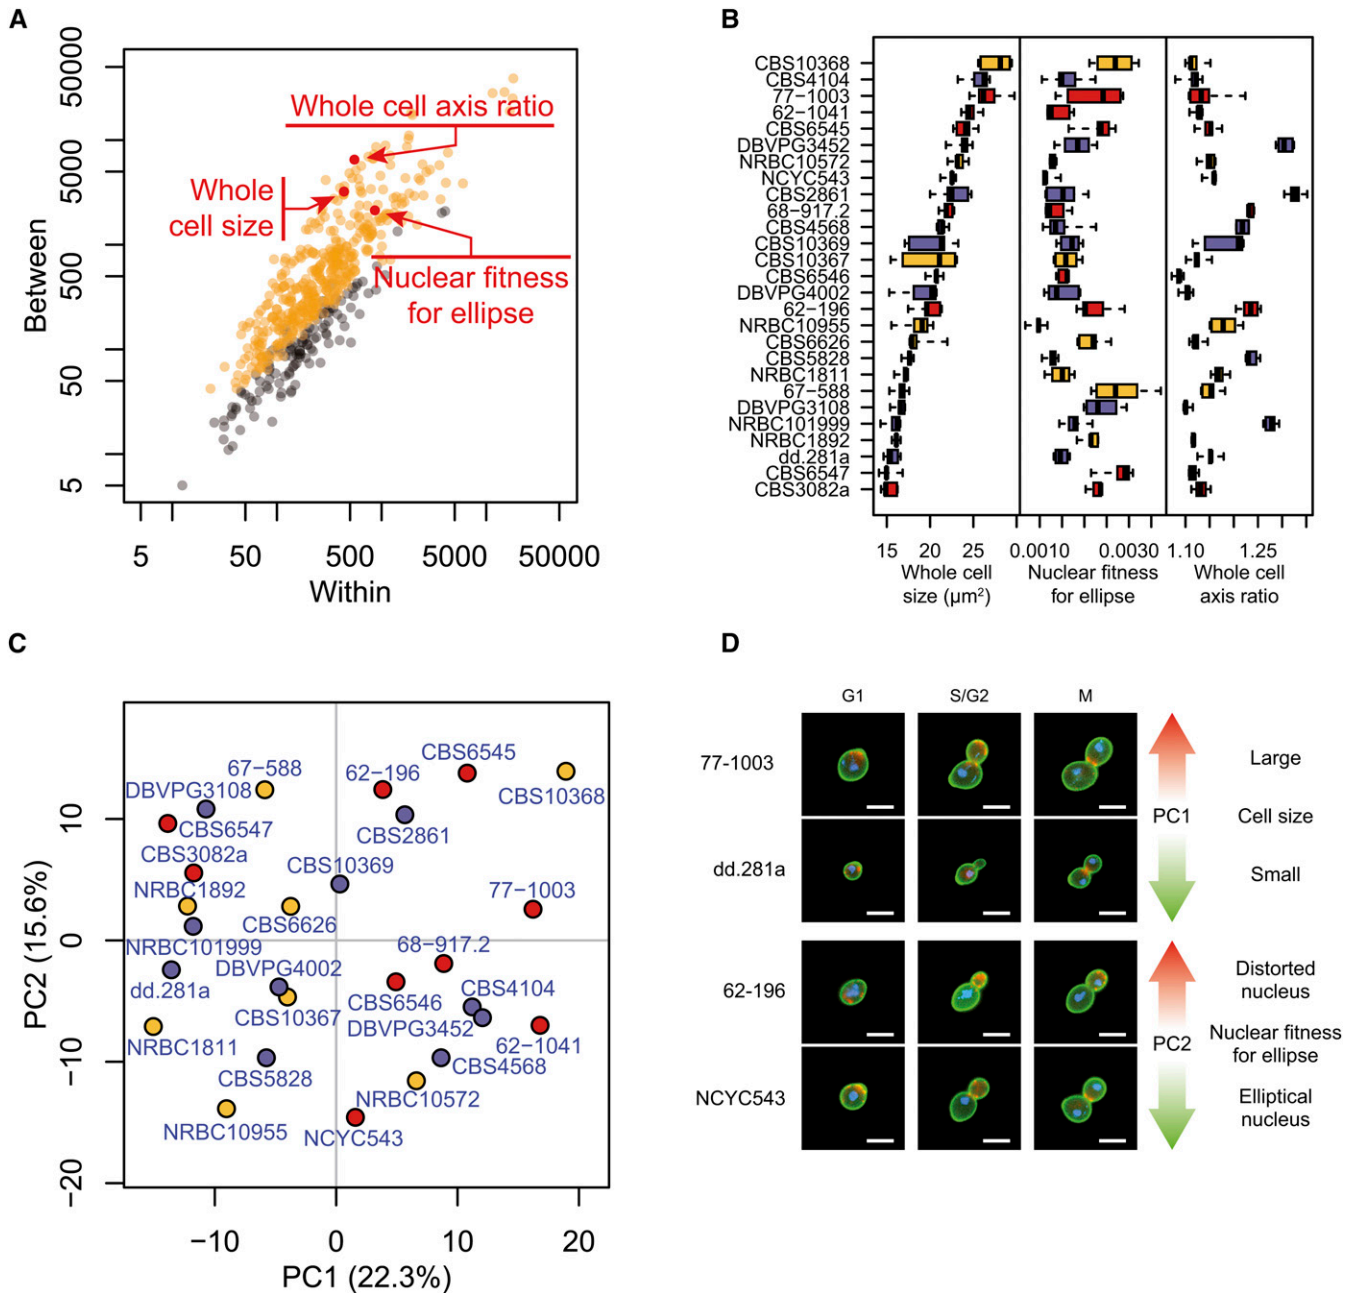 A
50000
5000
500
50
5
Between
Whole cell axis ratio
Whole
cell size
Nuclear fitness
for ellipse
5 50 500 5000 50000
Within
B
CBS10368
CBS4104
77−1003
62−1041
CBS6545
DBVPG3452
NRBC10572
NCYC543
CBS2861
68−917.2
CBS4568
CBS10369
CBS10367
CBS6546
DBVPG4002
62−196
NRBC10955
CBS6626
CBS5828
NRBC1811
67−588
DBVPG3108
NRBC101999
NRBC1892
dd.281a
CBS6547
CBS3082a
15 20 25 0.0010 0.0030 1.10 1.25
Whole cell
size (µm²)
Nuclear fitness
for ellipse
Whole cell
axis ratio
C
PC2 (15.6%)
10
0
−10
−20
CBS6545
67−588
62−196
CBS10368
DBVPG3108
CBS6547
CBS2861
CBS3082a
CBS10369
NRBC1892
77−1003
CBS6626
NRBC101999
68−917.2
DBVPG4002
dd.281a
CBS6546
CBS4104
CBS10367
DBVPG3452
NRBC1811
62−1041
CBS5828
CBS4568
NRBC10572
NRBC10955
NCYC543
−10 0 10 20
PC1 (22.3%)
D
G1 S/G2 M
77-1003
dd.281a
62-196
NCYC543
PC1
Large
Cell size
Small
PC2
Distorted
nucleus
Nuclear fitness
for ellipse
Elliptical
nucleus